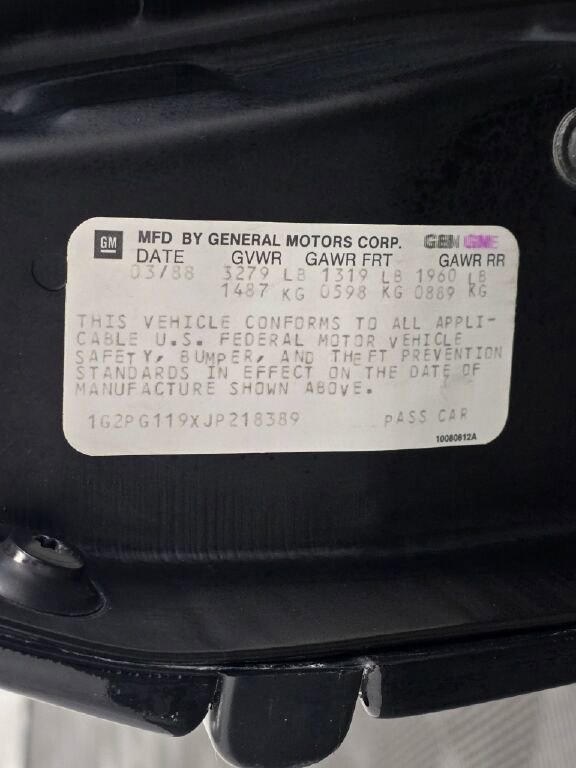 GM MFD BY GENERAL MOTORS CORP.
DATE GVWR GAWR FRT GAWR RR
03/88 3279 LB 1319 LB 1960 LB
1487 KG 0598 KG 0889 KG
THIS VEHICLE CONFORMS TO ALL APPLI-
CABLE U.S. FEDERAL MOTOR VEHICLE
SAFETY, BUMPER, AND THEFT PREVENTION
STANDARDS IN EFFECT ON THE DATE OF
MANUFACTURE SHOWN ABOVE.
1G2PG119XJP218389 PASS CAR
10080812A